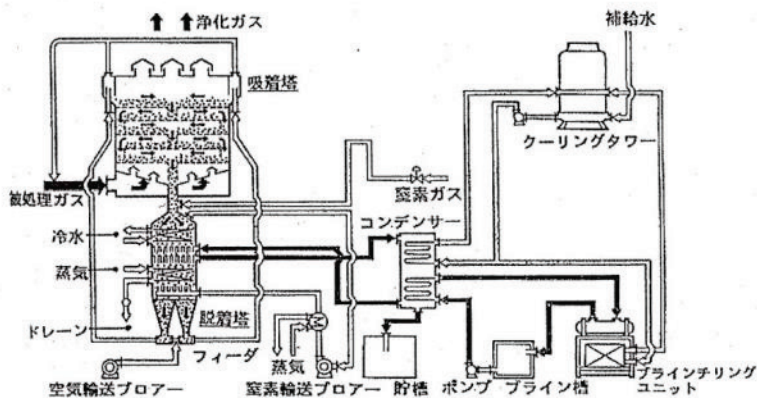 浄化ガス
補給水
吸着塔
クーリングタワー
被処理ガス
窒素ガス
コンデンサー
冷水
蒸気
ドレーン
脱着塔
フィーダ
M
蒸気
空気輸送ブロアー
窒素輸送ブロアー
貯槽
ポンプ
ブライン槽
ブラインチリング
ユニット